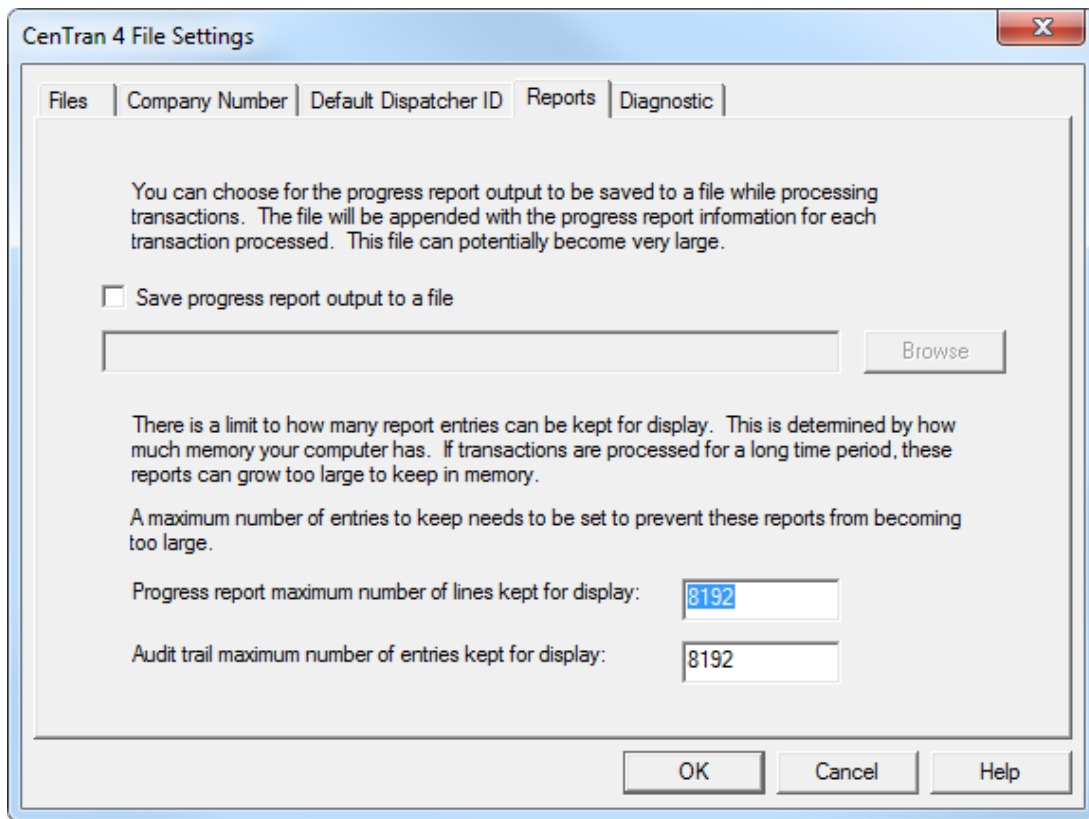 CenTran 4 File Settings
Files Company Number Default Dispatcher ID Reports Diagnostic
You can choose for the progress report output to be saved to a file while processing
transactions.  The file will be appended with the progress report information for each
transaction processed.  This file can potentially become very large.
Save progress report output to a file
Browse
There is a limit to how many report entries can be kept for display.  This is determined by how
much memory your computer has.  If transactions are processed for a long time period, these
reports can grow too large to keep in memory.
A maximum number of entries to keep needs to be set to prevent these reports from becoming
too large.
Progress report maximum number of lines kept for display: 8192
Audit trail maximum number of entries kept for display: 8192
OK Cancel Help